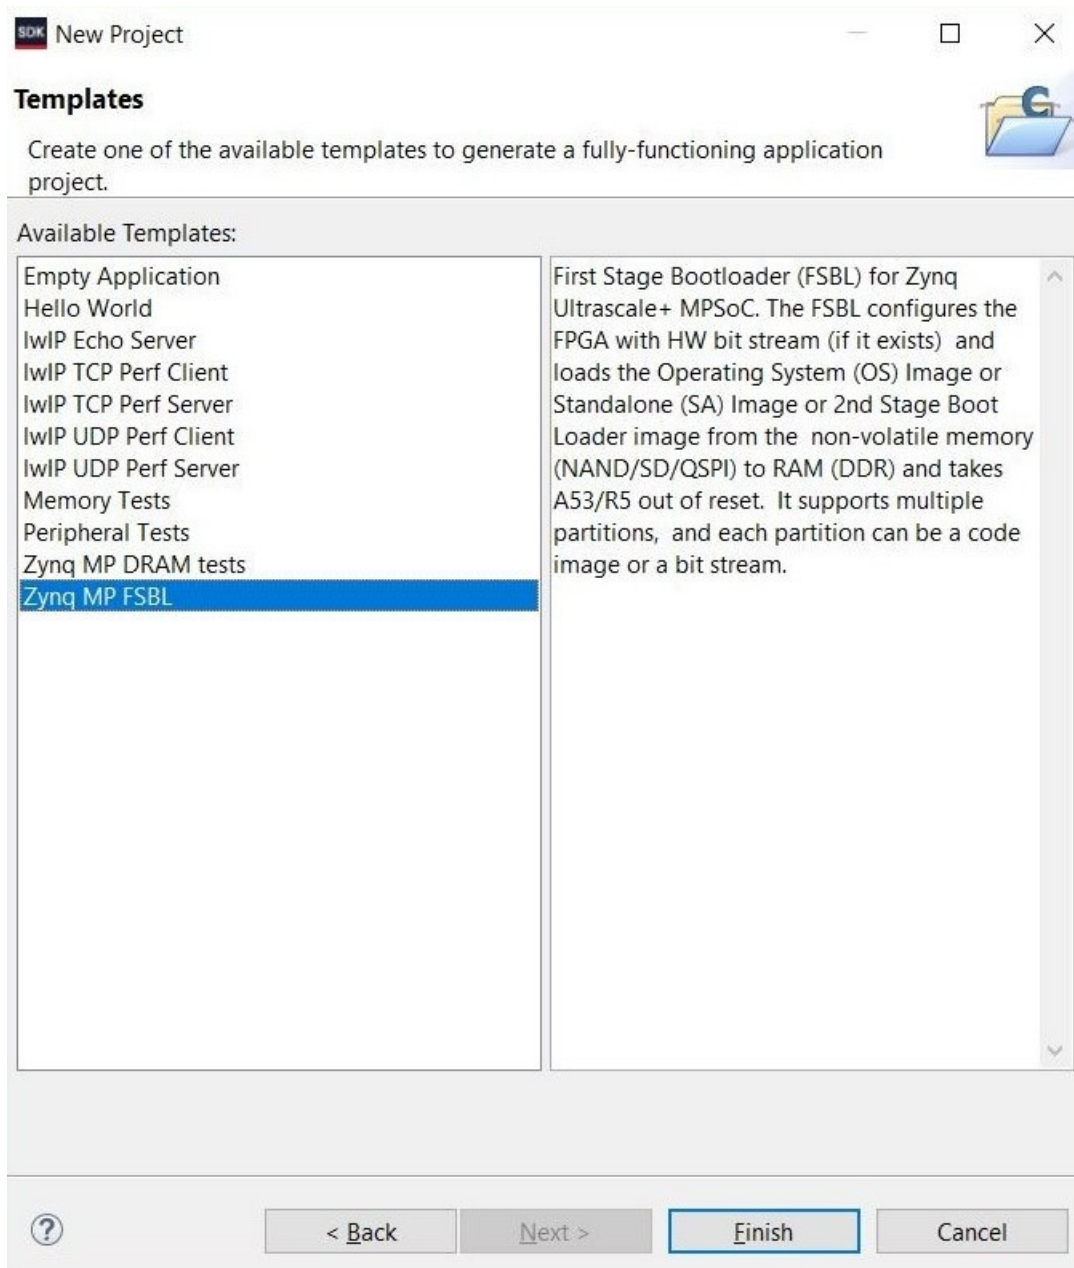 SDK New Project
Templates
Create one of the available templates to generate a fully-functioning application
project.
Available Templates:
Empty Application
Hello World
lwIP Echo Server
lwIP TCP Perf Client
lwIP TCP Perf Server
lwIP UDP Perf Client
lwIP UDP Perf Server
Memory Tests
Peripheral Tests
Zynq MP DRAM tests
Zynq MP FSBL
First Stage Bootloader (FSBL) for Zynq
Ultrascale+ MPSoC. The FSBL configures the
FPGA with HW bit stream (if it exists)  and
loads the Operating System (OS) Image or
Standalone (SA) Image or 2nd Stage Boot
Loader image from the  non-volatile memory
(NAND/SD/QSPI) to RAM (DDR) and takes
A53/R5 out of reset.  It supports multiple
partitions,  and each partition can be a code
image or a bit stream.
? < Back Next > Finish Cancel